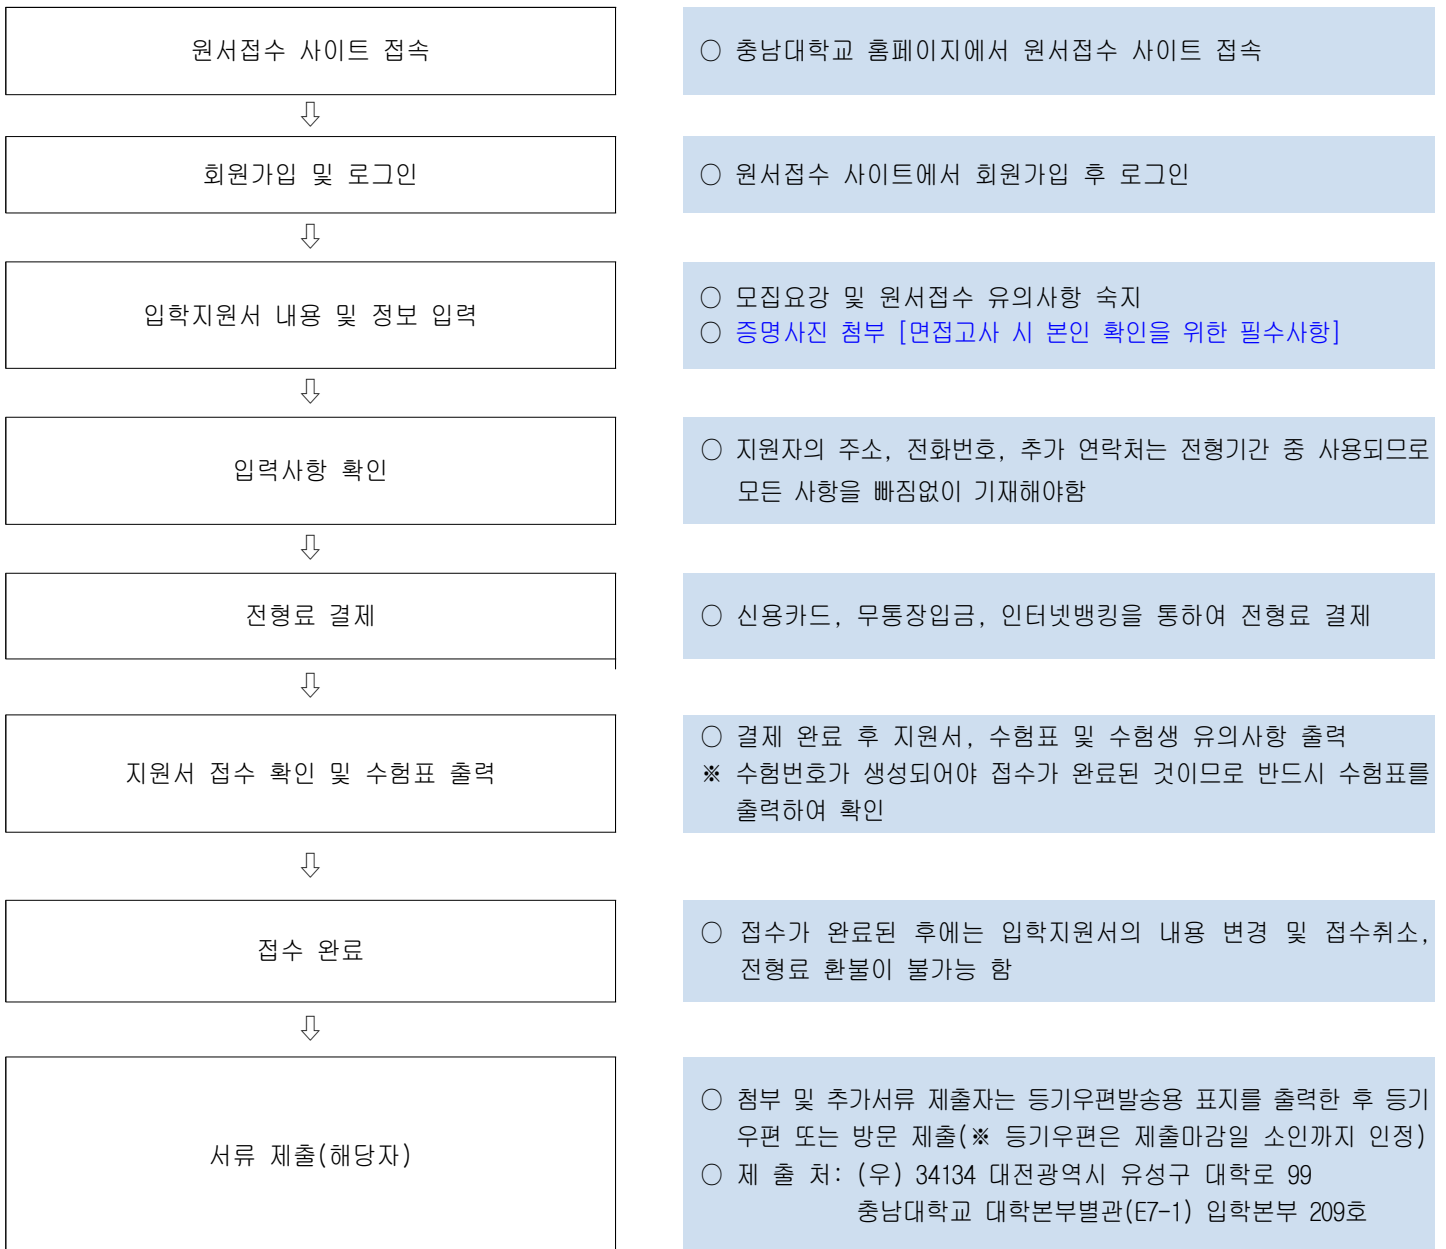 원서접수 사이트 접속
○ 충남대학교 홈페이지에서 원서접수 사이트 접속
⇩
회원가입 및 로그인
○ 원서접수 사이트에서 회원가입 후 로그인
⇩
입학지원서 내용 및 정보 입력
○ 모집요강 및 원서접수 유의사항 숙지
○ 증명사진 첨부 [면접고사 시 본인 확인을 위한 필수사항]
⇩
입력사항 확인
○ 지원자의 주소, 전화번호, 추가 연락처는 전형기간 중 사용되므로
모든 사항을 빠짐없이 기재해야함
⇩
전형료 결제
○ 신용카드, 무통장입금, 인터넷뱅킹을 통하여 전형료 결제
⇩
지원서 접수 확인 및 수험표 출력
○ 결제 완료 후 지원서, 수험표 및 수험생 유의사항 출력
※ 수험번호가 생성되어야 접수가 완료된 것이므로 반드시 수험표를
출력하여 확인
⇩
접수 완료
○ 접수가 완료된 후에는 입학지원서의 내용 변경 및 접수취소,
전형료 환불이 불가능 함
⇩
서류 제출(해당자)
○ 첨부 및 추가서류 제출자는 등기우편발송용 표지를 출력한 후 등기
우편 또는 방문 제출(※ 등기우편은 제출마감일 소인까지 인정)
○ 제 출 처: (우) 34134 대전광역시 유성구 대학로 99
충남대학교 대학본부별관(E7-1) 입학본부 209호